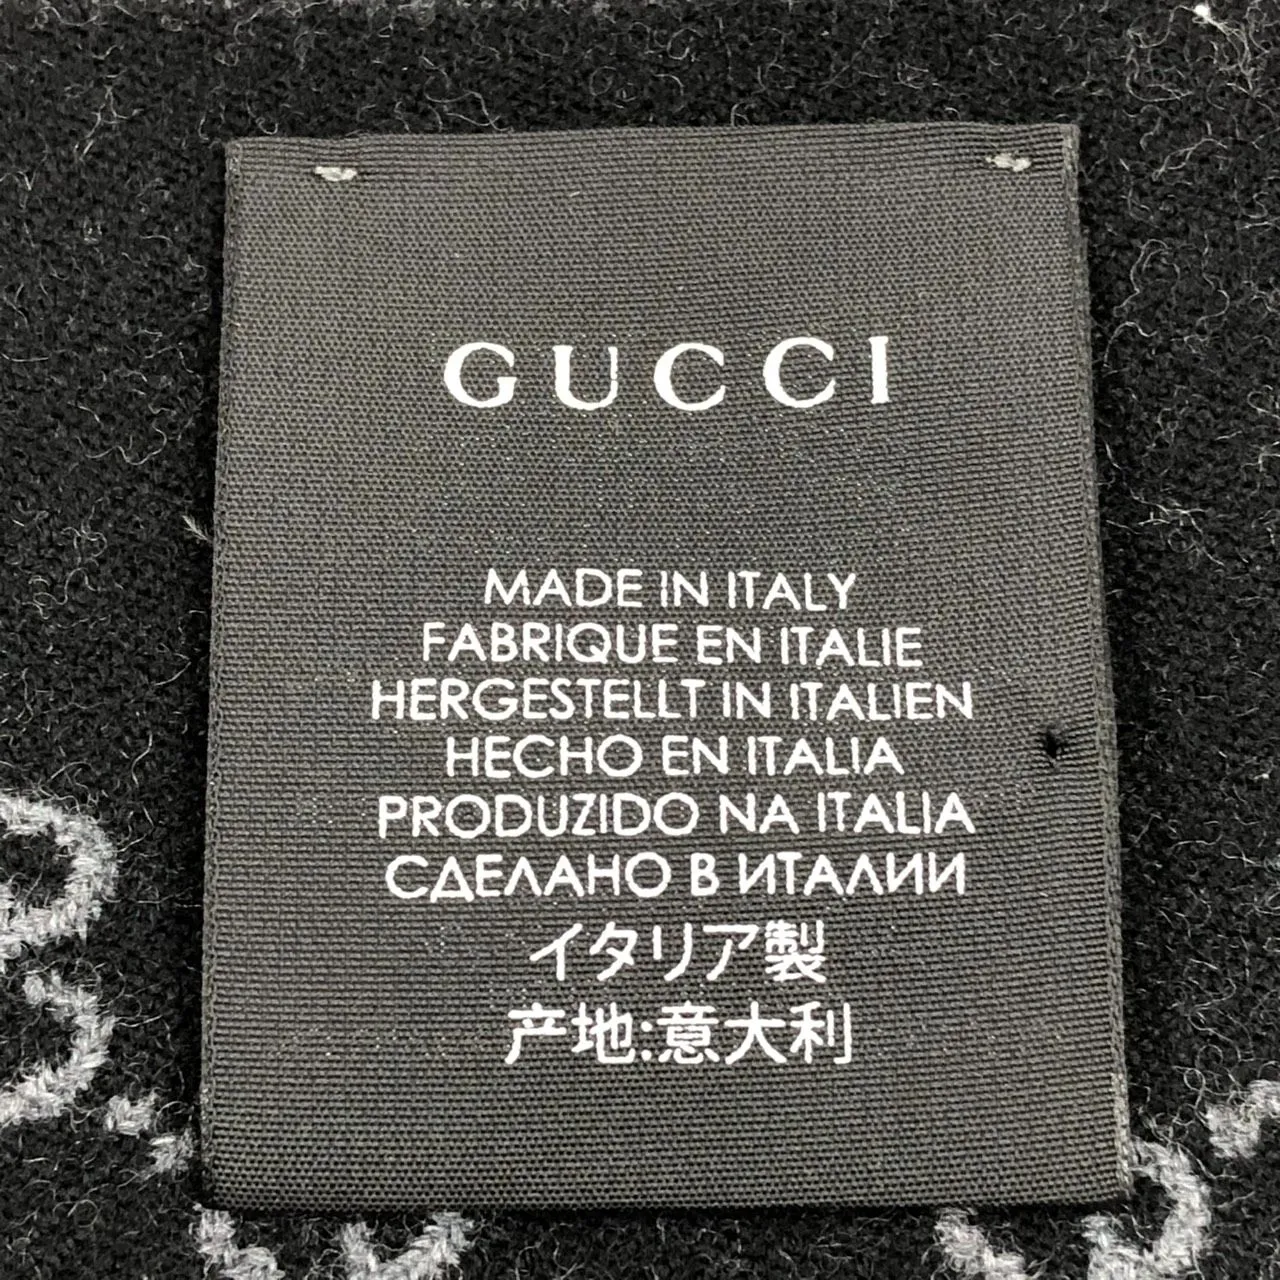 GUCCI
MADE IN ITALY
FABRIQUE EN ITALIE
HERGESTELLT IN ITALIEN
HECHO EN ITALIA
PRODUZIDO NA ITALIA
СДЕЛАНО В ИТАЛИИ
イタリア製
产地:意大利